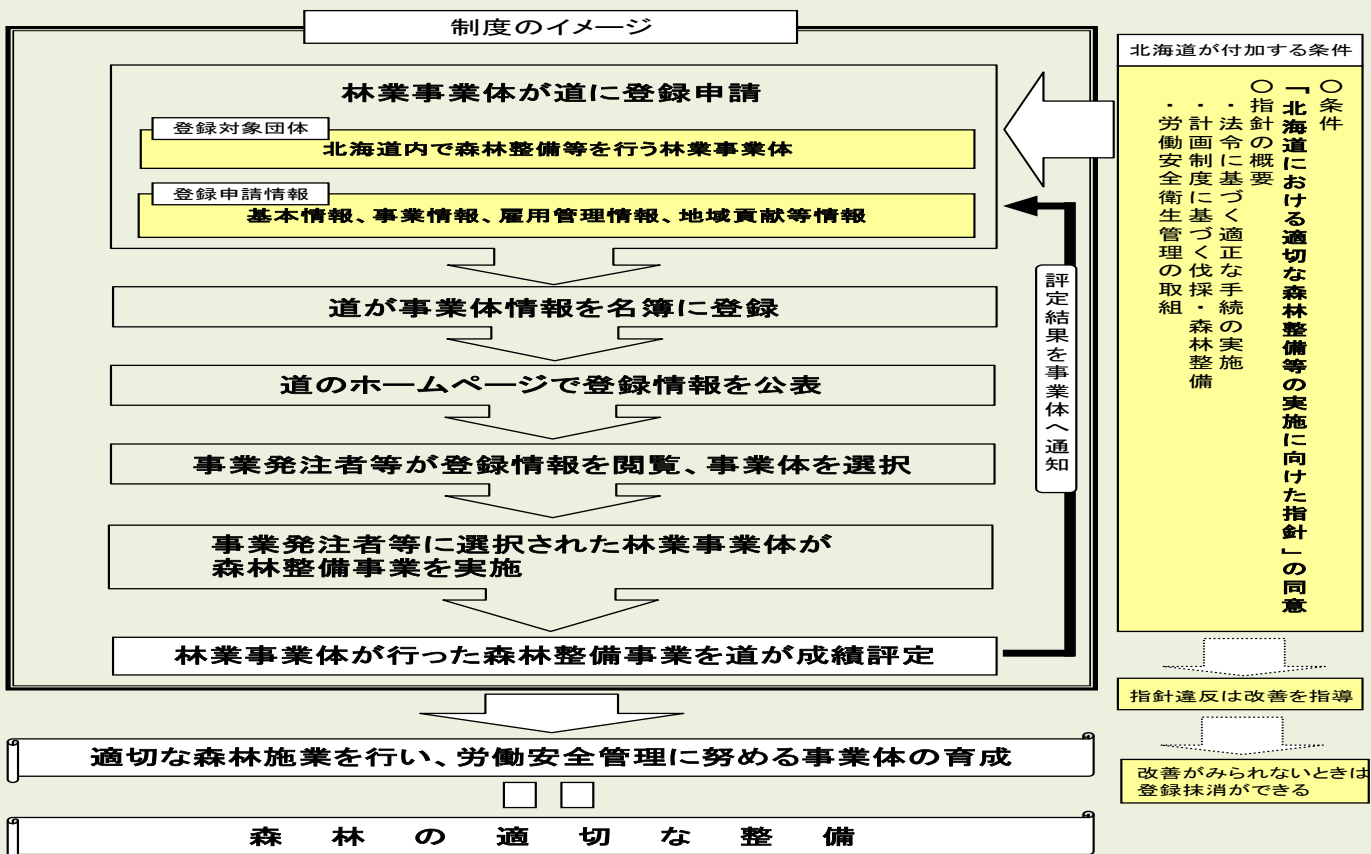 制度のイメージ
林業事業体が道に登録申請
登録対象団体
北海道内で森林整備等を行う林業事業体
登録申請情報
基本情報、事業情報、雇用管理情報、地域貢献等情報
道が事業体情報を名簿に登録
道のホームページで登録情報を公表
事業発注者等が登録情報を閲覧、事業体を選択
事業発注者等に選択された林業事業体が
森林整備事業を実施
林業事業体が行った森林整備事業を道が成績評定
評定結果を事業体へ通知
北海道が付加する条件
○条件
「北海道における適切な森林整備等の実施に向けた指針」の同意
○指針の概要
・法令に基づく適正な手続の実施
・計画制度に基づく伐採・森林整備
・労働安全衛生管理の取組
指針違反は改善を指導
改善がみられないときは
登録抹消ができる
適切な森林施業を行い、労働安全管理に努める事業体の育成
森林の適切な整備